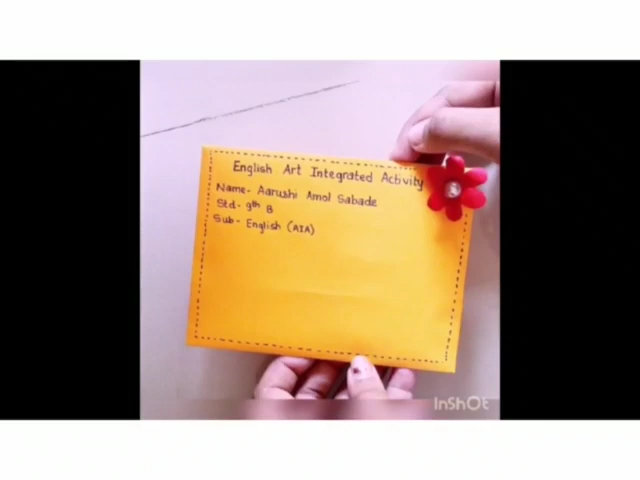 English Art Integrated Activity
Name- Aarushi Amol Sabade
Std- 9th B
Sub- English (AIA)
InShOt